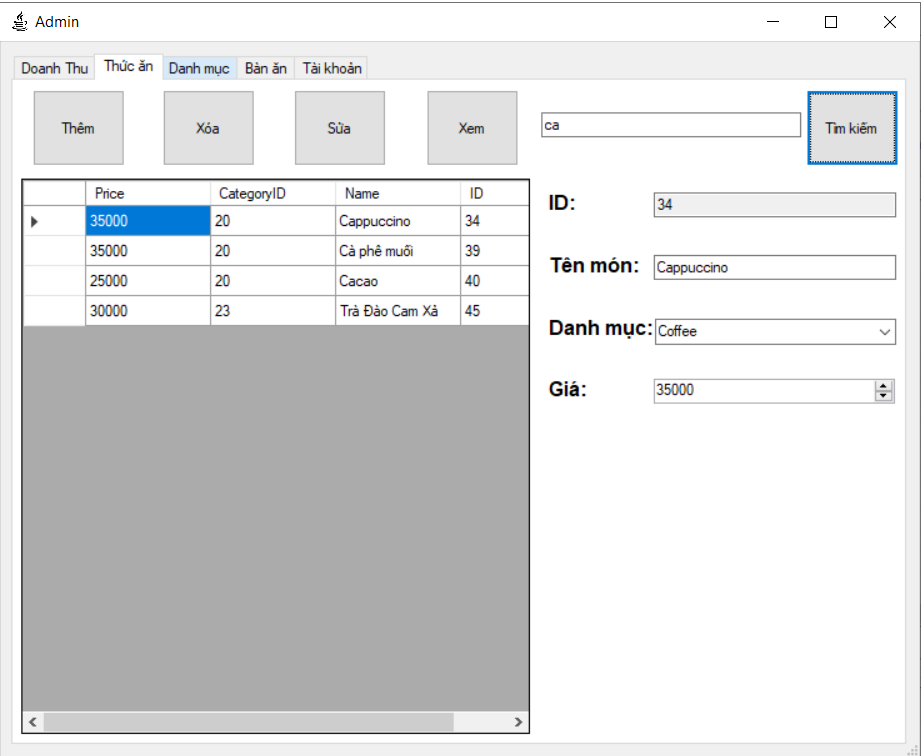 Admin
Doanh Thu Thức ăn Danh mục Bàn ăn Tài khoản
Thêm Xóa Sửa Xem ca Tìm kiếm
Price CategoryID Name ID
35000 20 Cappuccino 34
35000 20 Cà phê muối 39
25000 20 Cacao 40
30000 23 Trà Đào Cam Xả 45
ID: 34
Tên món: Cappuccino
Danh mục: Coffee
Giá: 35000